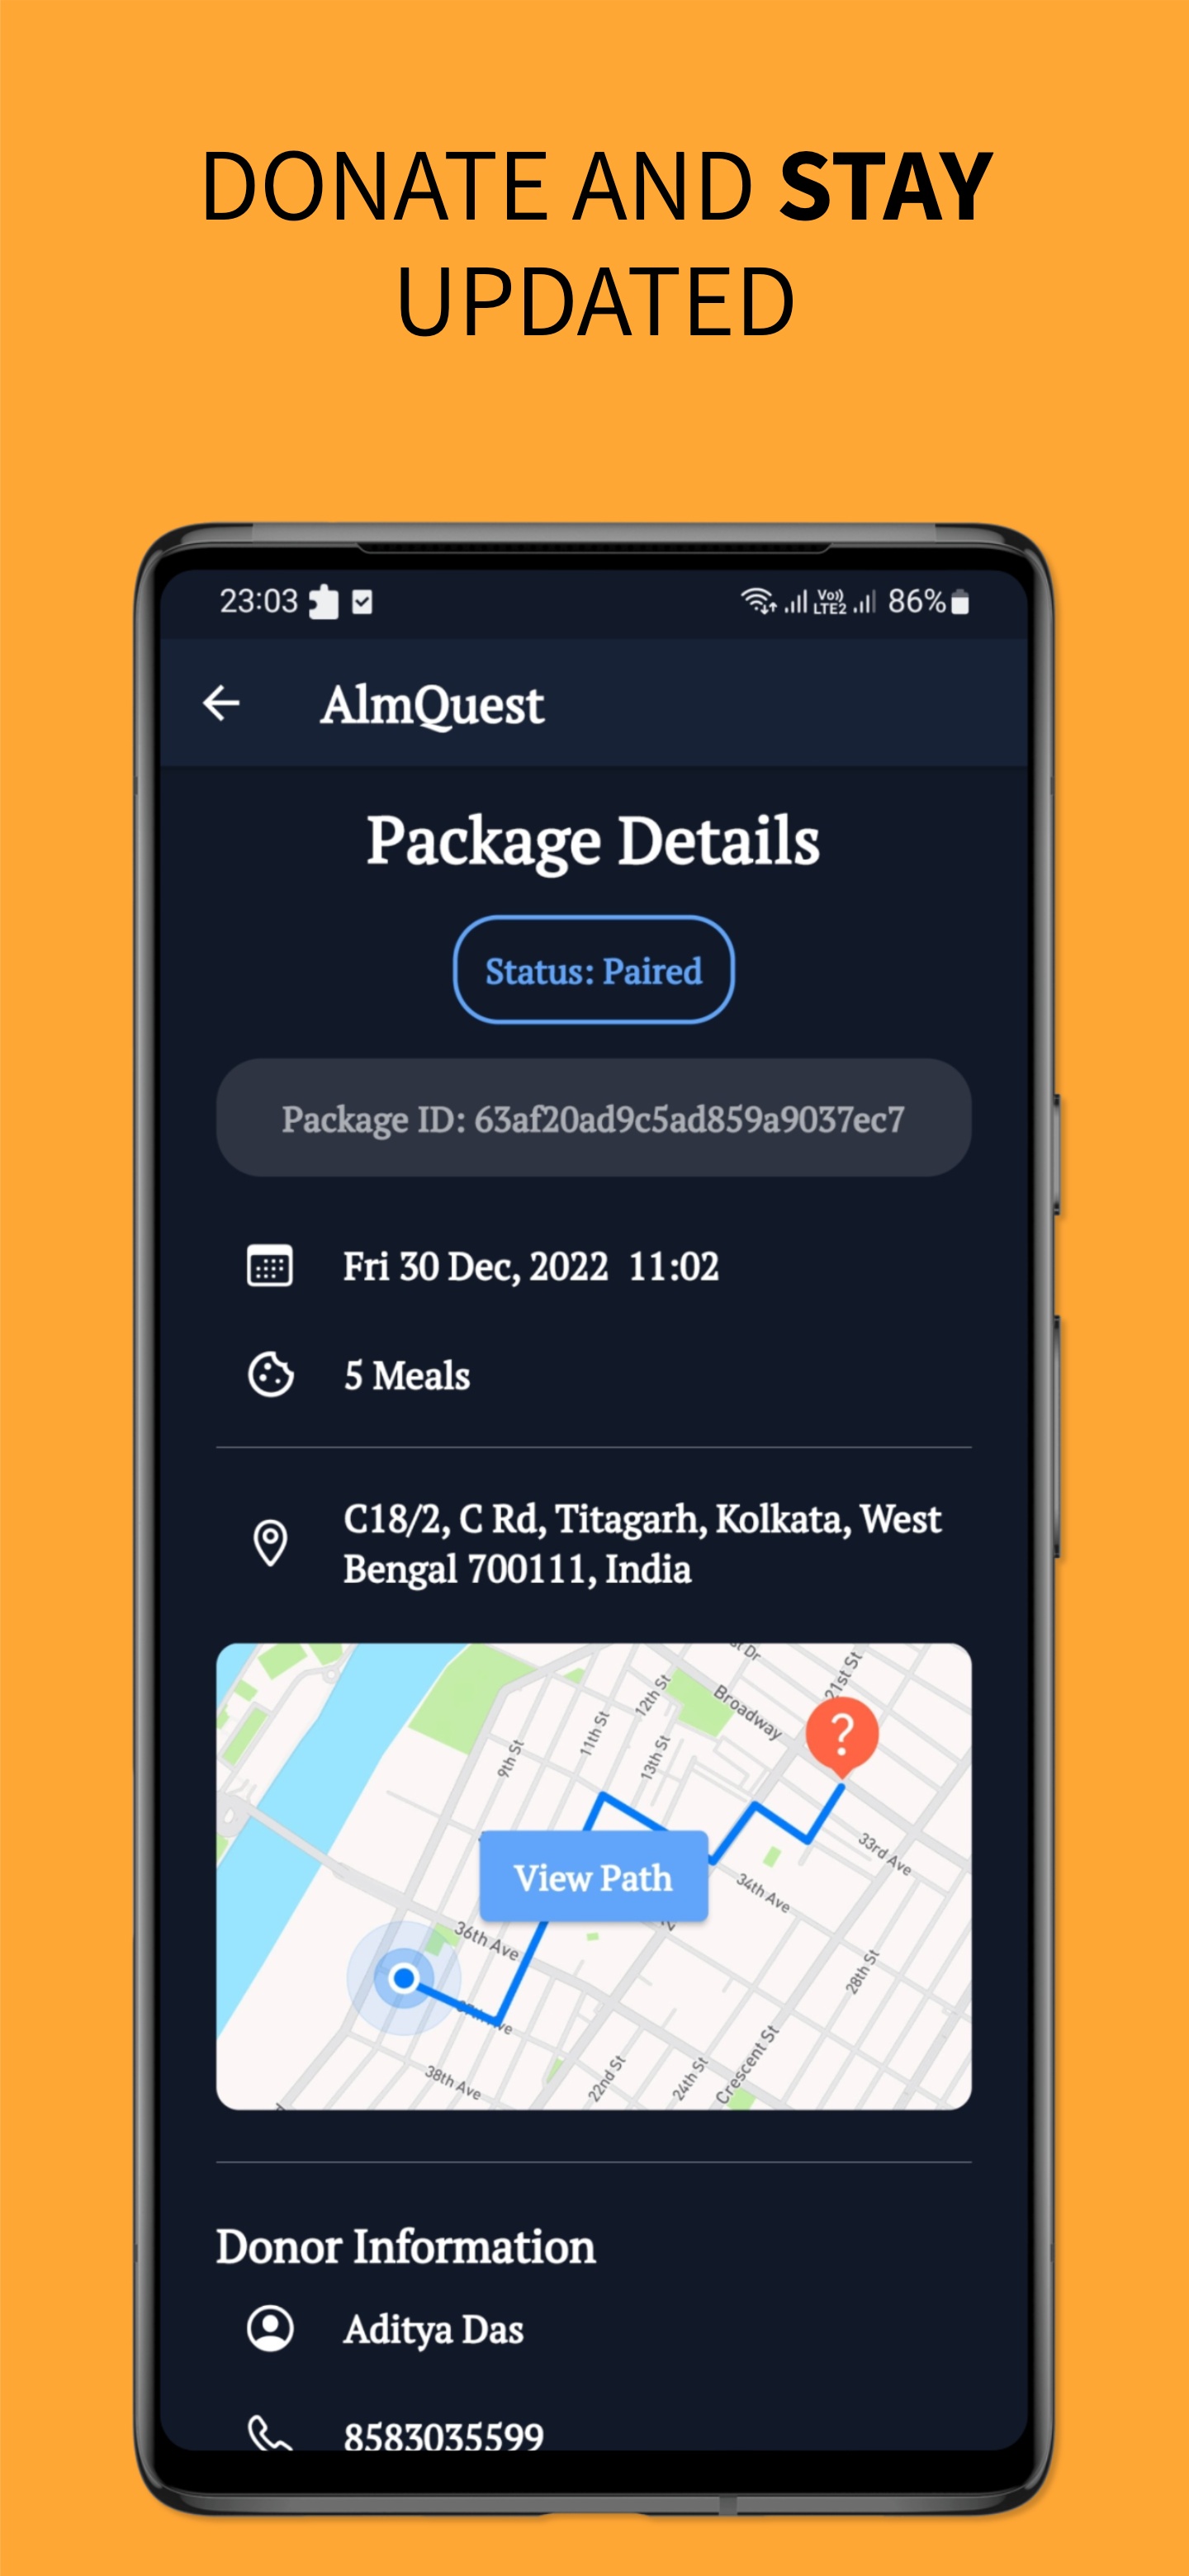 DONATE AND STAY
UPDATED
23:03
Vo))
LTE2
86%
AlmQuest
Package Details
Status: Paired
Package ID: 63af20ad9c5ad859a9037ec7
Fri 30 Dec, 2022 11:02
5 Meals
C18/2, C Rd, Titagarh, Kolkata, West
Bengal 700111, India
Broadway
21st St
12th St
11th St
13th St
9th St
33rd Ave
View Path
34th Ave
36th Ave
28th St
38th Ave
22nd St
24th St
Crescent St
Donor Information
Aditya Das
8583035599